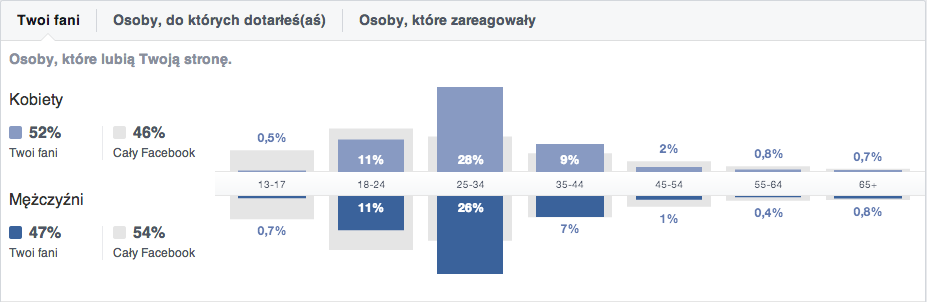 Twoi fani Osoby, do których dotarłeś(aś) Osoby, które zareagowały
Osoby, które lubią Twoją stronę.
Kobiety
52% 46%
Twoi fani Cały Facebook
0,5% 11% 28% 9% 2% 0,8% 0,7%
13-17 18-24 25-34 35-44 45-54 55-64 65+
Mężczyźni
47% 54%
Twoi fani Cały Facebook
0,7% 11% 26% 7% 1% 0,4% 0,8%